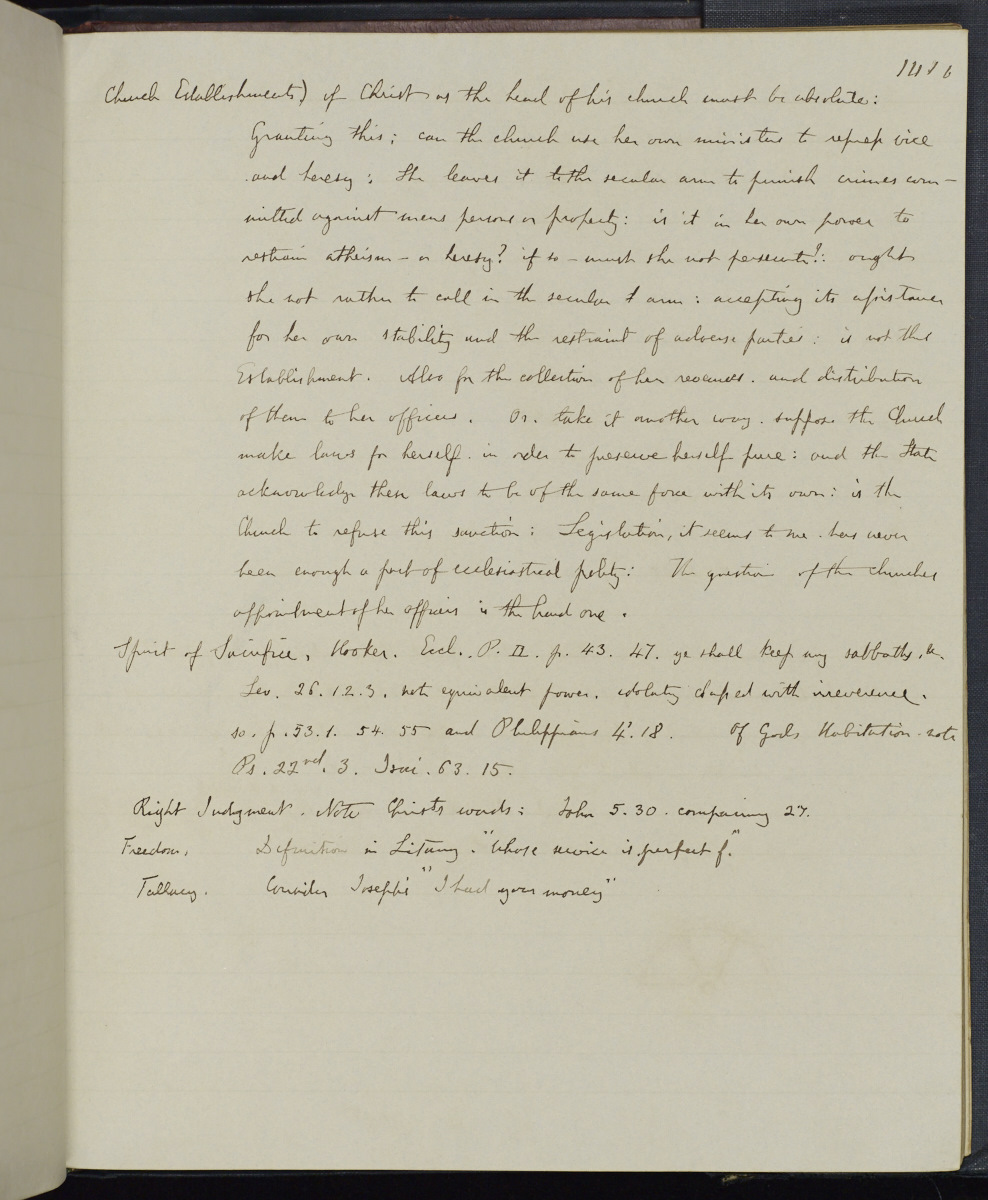 Church Establishments) of Christ as the head of his church must be absolute:
Granting this; can the church use her own ministers to repress vice
and heresy: She leaves it to the secular arm to punish crimes com-
mitted against mens persons or property: is it in her own power to
restrain atheism - or heresy? if so - must she not persecute?: ought
she not rather to call in the secular arm: accepting its assistance
for her own stability and the restraint of adverse parties: is not this
Establishment. Also for the collection of her revenues. and distribution
of them to her officers. Or. take it another way. suppose the Church
make laws for herself. in order to preserve herself pure: and the State
acknowledge these laws to be of the same force with its own: is the
Church to refuse this sanction: Legislation, it seems to me. has never
been enough a part of ecclesiastical polity: The question of the churches
appointment of her officers is the hard one.
Spirit of Sacrifice, Hooker. Eccl. P. II. p. 43. 47. ye shall keep my sabbaths, &c.
Lev. 26. 1.2.3. note equivalent power. idolatry classed with irreverence.
so. p. 53.1. 54. 55 and Philippians 4. 18. Of Gods Habitation. note
Ps. 22nd. 3. Isai. 63. 15.
Right Judgment. Note Christs words: John 5. 30. comparing 27.
Freedom. Definition in Liturgy. "Whose service is perfect f."
Fallacy. Consider Joseph's "I had your money"